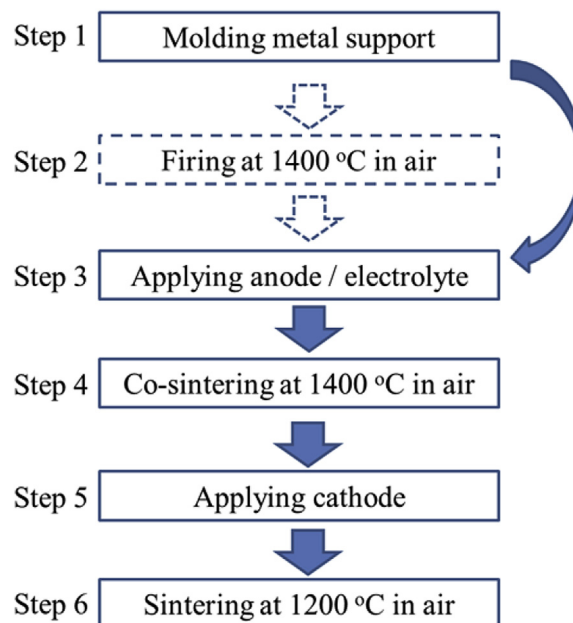 Step 1 Molding metal support
Step 2 Firing at 1400 °C in air
Step 3 Applying anode / electrolyte
Step 4 Co-sintering at 1400 °C in air
Step 5 Applying cathode
Step 6 Sintering at 1200 °C in air